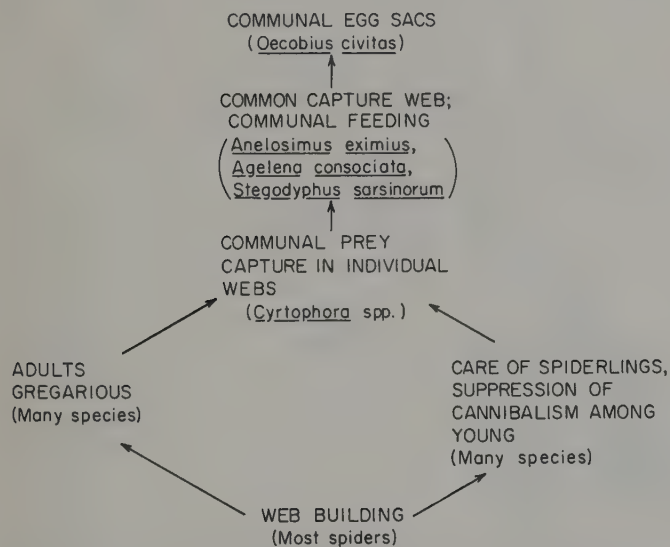 COMMUNAL EGG SACS
(Oecobius civitas)
COMMON CAPTURE WEB;
COMMUNAL FEEDING
(Anelosimus eximius,
Agelena consociata,
Stegodyphus sarsinorum)
COMMUNAL PREY
CAPTURE IN INDIVIDUAL
WEBS
(Cyrtophora spp.)
ADULTS
GREGARIOUS
(Many species)
CARE OF SPIDERLINGS,
SUPPRESSION OF
CANNIBALISM AMONG
YOUNG
(Many species)
WEB BUILDING
(Most spiders)